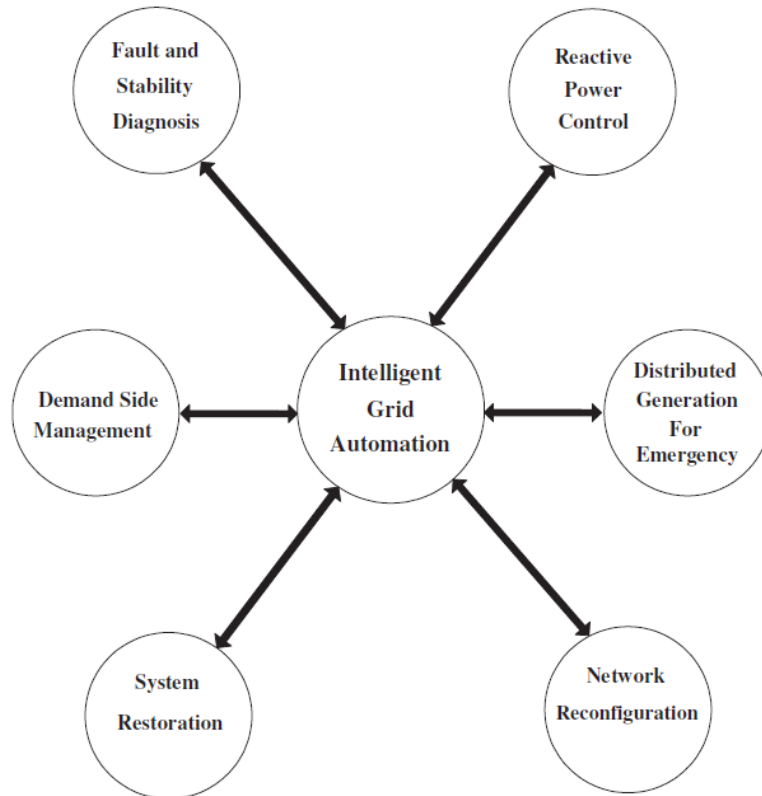 Fault and
Stability
Diagnosis
Reactive
Power
Control
Intelligent
Grid
Automation
Demand Side
Management
Distributed
Generation
For
Emergency
System
Restoration
Network
Reconfiguration